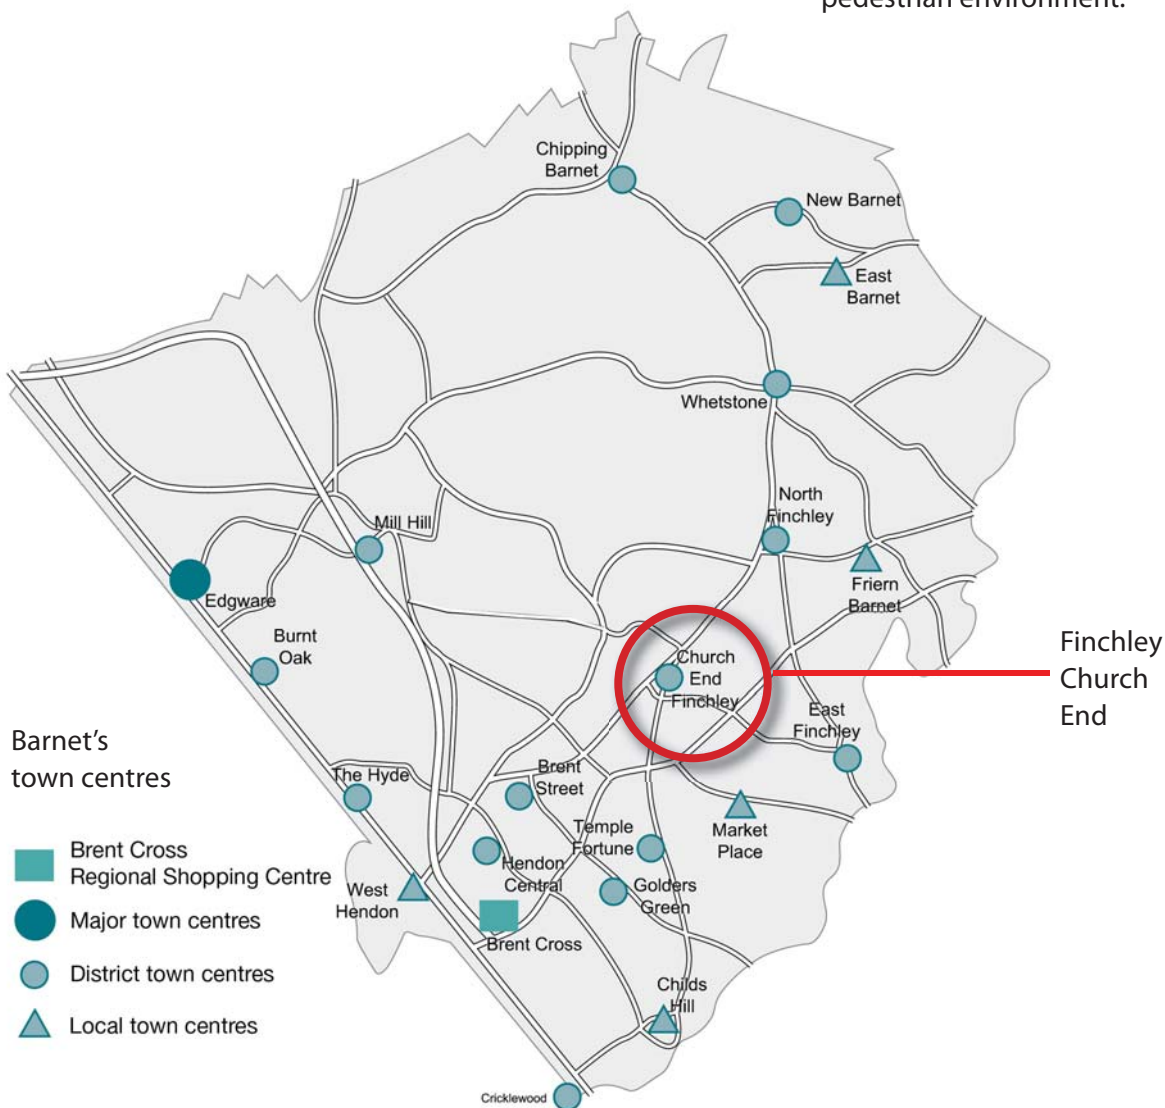 pedestrian environment.
Chipping
Barnet
New Barnet
East
Barnet
Whetstone
North
Finchley
Mill Hill
Friern
Barnet
Edgware
Burnt
Oak
Church
End
Finchley
Finchley
Church
End
East
Finchley
Barnet's
town centres
The Hyde
Brent
Street
Market
Place
Temple
Fortune
Brent Cross
Regional Shopping Centre
Hendon
Central
West
Hendon
Golders
Green
Major town centres
Brent Cross
District town centres
Childs
Hill
Local town centres
Cricklewood